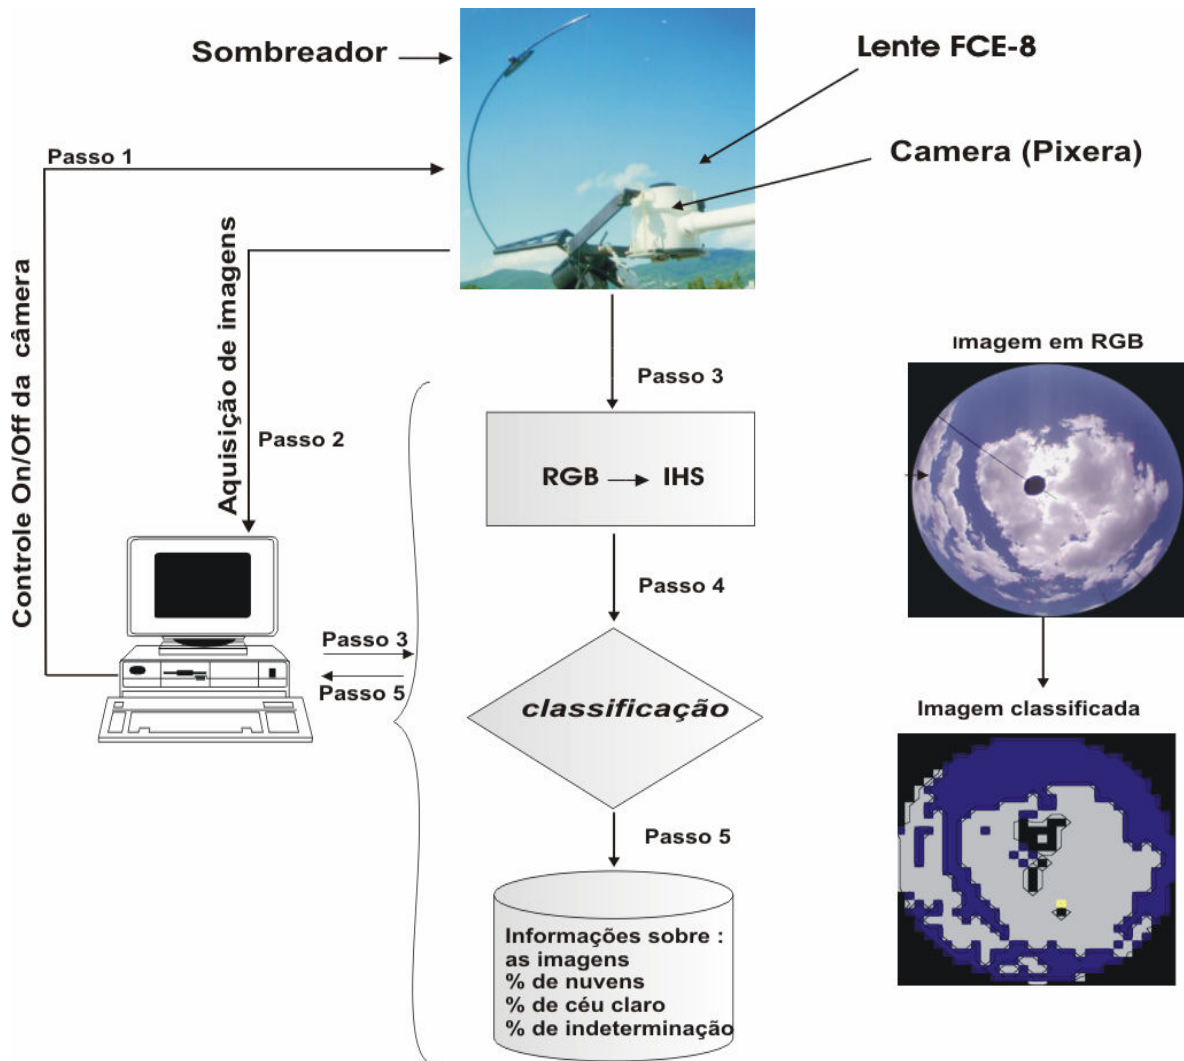 Sombreador
Lente FCE-8
Camera (Pixera)
Passo 1
Controle On/Off da câmera
Aquisição de imagens
Passo 2
Passo 3
RGB → IHS
Passo 4
Passo 3
Passo 5
classificação
Passo 5
Informações sobre :
as imagens
% de nuvens
% de céu claro
% de indeterminação
Imagem em RGB
Imagem classificada